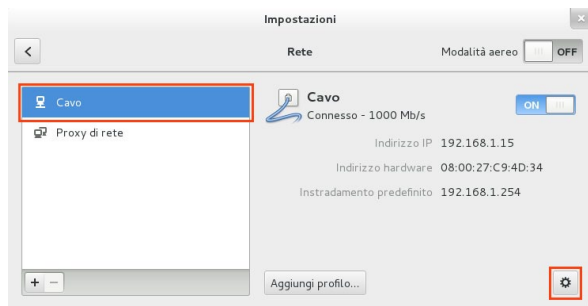 Impostazioni
Rete
Modalità aereo OFF
Cavo
Proxy di rete
Cavo
Connesso - 1000 Mb/s
ON
Indirizzo IP 192.168.1.15
Indirizzo hardware 08:00:27:C9:4D:34
Instradamento predefinito 192.168.1.254
Aggiungi profilo...